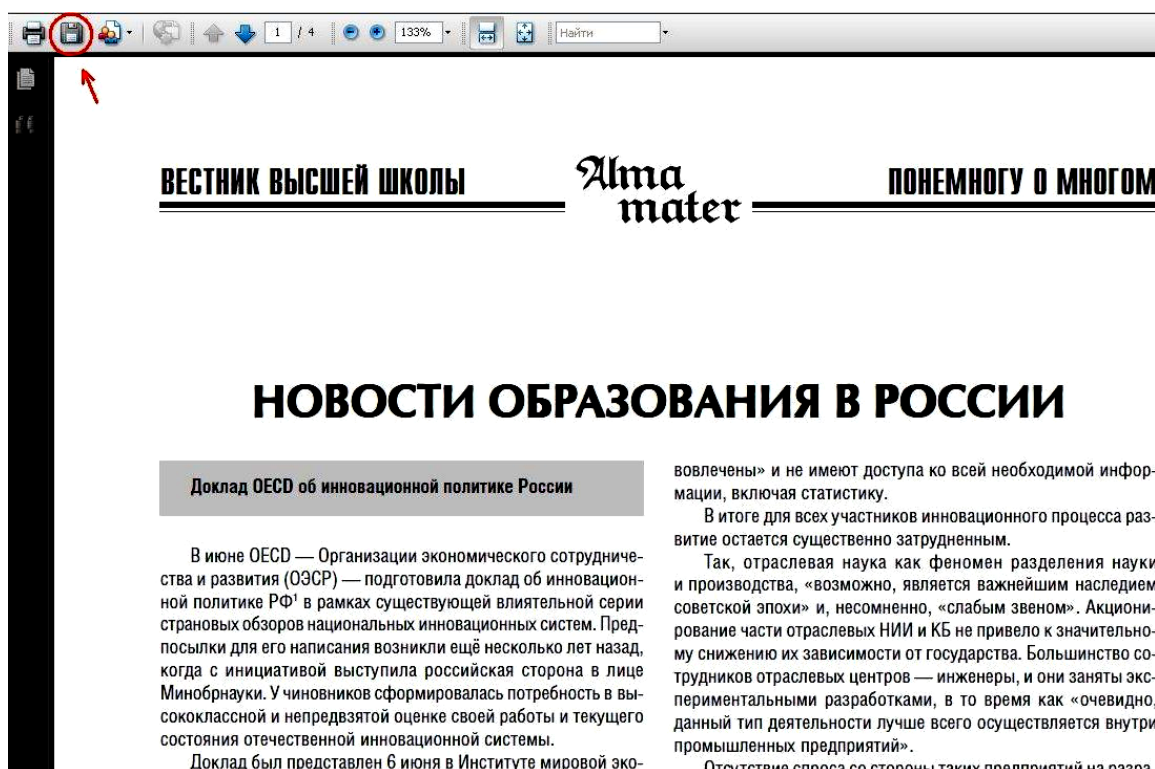 1 / 4
133%
Найти
ВЕСТНИК ВЫСШЕЙ ШКОЛЫ
Alma
mater
ПОНЕМНОГУ О МНОГОМ
НОВОСТИ ОБРАЗОВАНИЯ В РОССИИ
Доклад OECD об инновационной политике России
В июне OECD — Организации экономического сотрудниче-
ства и развития (ОЭСР) — подготовила доклад об инновацион-
ной политике РФ¹ в рамках существующей влиятельной серии
страновых обзоров национальных инновационных систем. Пред-
посылки для его написания возникли ещё несколько лет назад,
когда с инициативой выступила российская сторона в лице
Минобрнауки. У чиновников сформировалась потребность в вы-
сококлассной и непредвзятой оценке своей работы и текущего
состояния отечественной инновационной системы.
Доклад был представлен 6 июня в Институте мировой эко-
вовлечены» и не имеют доступа ко всей необходимой инфор-
мации, включая статистику.
В итоге для всех участников инновационного процесса раз-
витие остается существенно затрудненным.
Так, отраслевая наука как феномен разделения науки
и производства, «возможно, является важнейшим наследием
советской эпохи» и, несомненно, «слабым звеном». Акциони-
рование части отраслевых НИИ и КБ не привело к значительно-
му снижению их зависимости от государства. Большинство со-
трудников отраслевых центров — инженеры, и они заняты экс-
периментальными разработками, в то время как «очевидно,
данный тип деятельности лучше всего осуществляется внутри
промышленных предприятий».
Отсутствие спроса со стороны таких предприятий на разра-